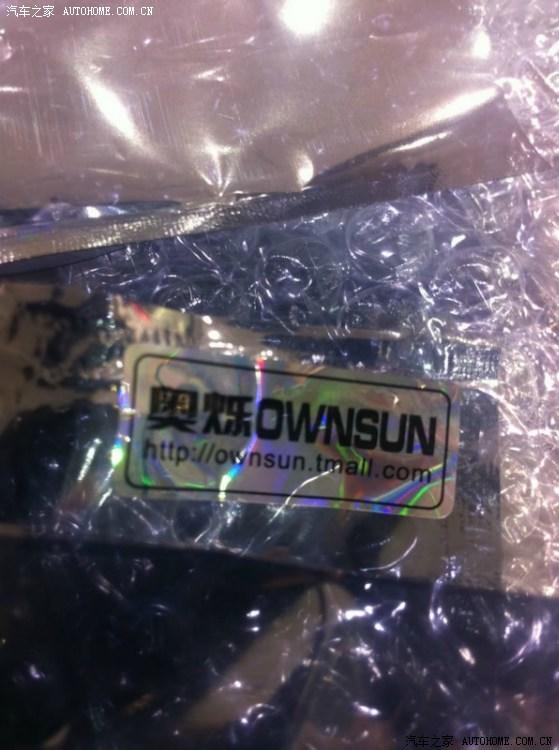 汽车之家 AUTOHOME.COM.CN
奥烁OWNSUN
http://ownsun.tmall.com
汽车之家 AUTOHOME.COM.CN